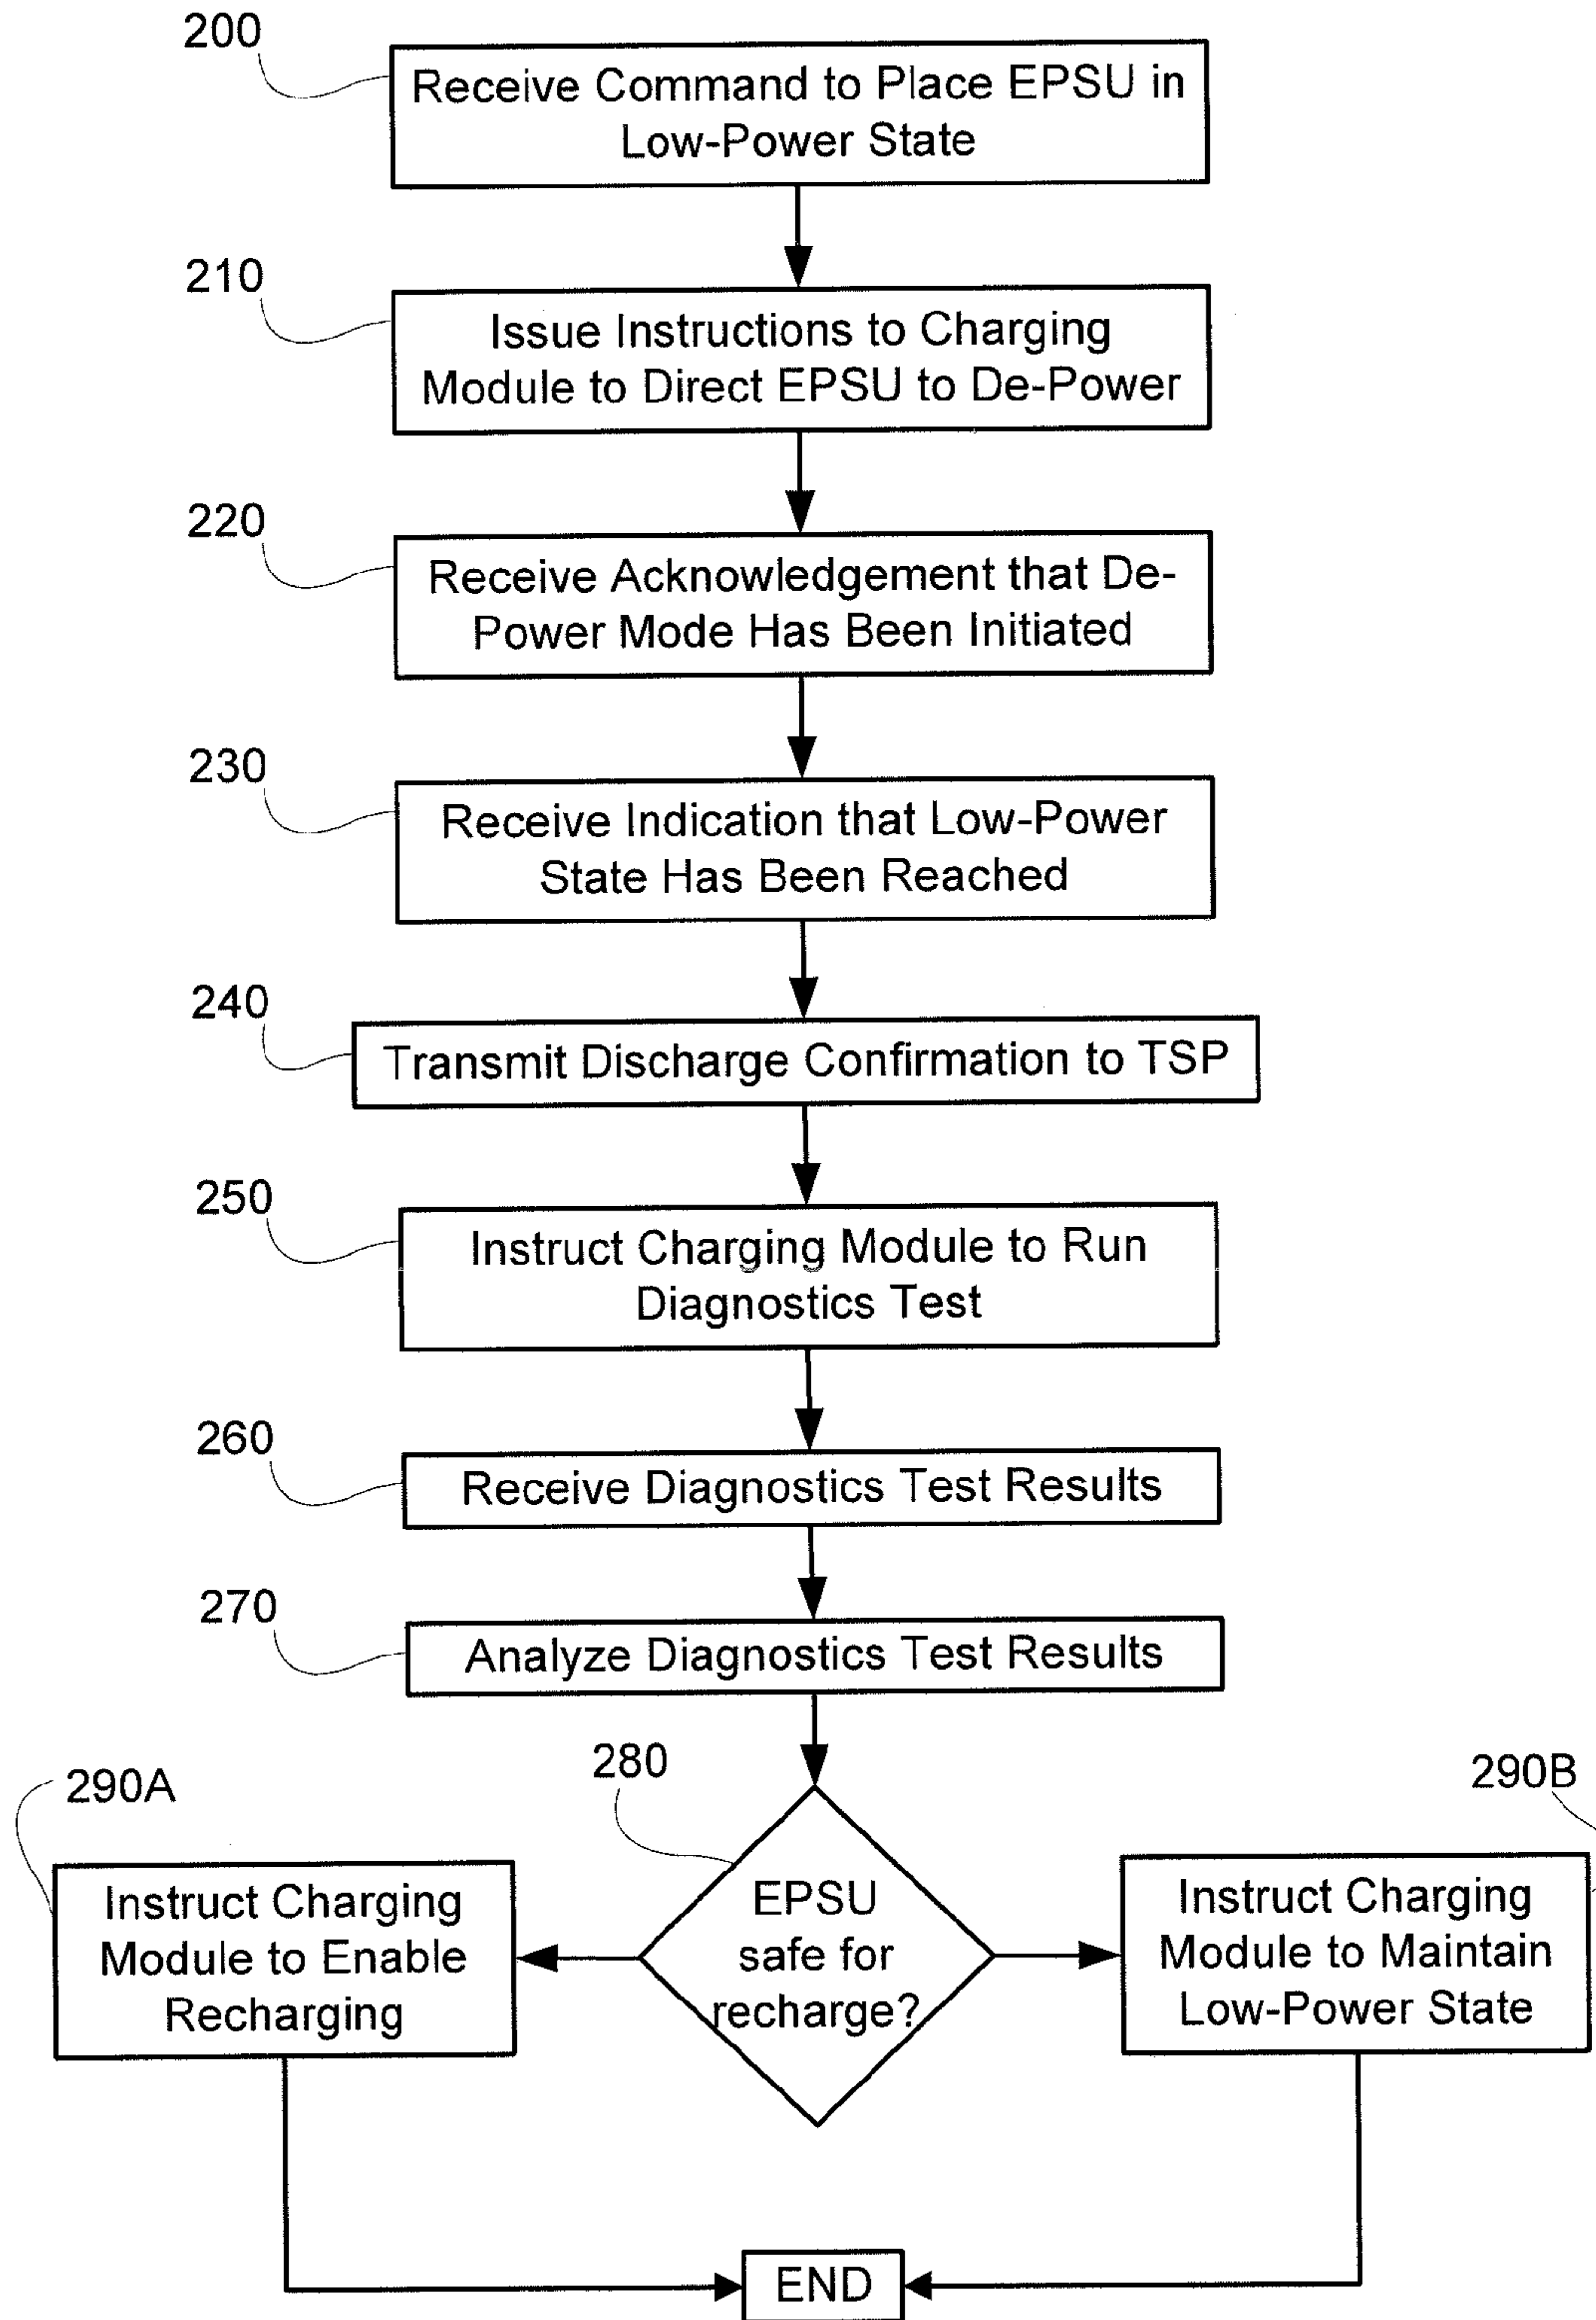 200
Receive Command to Place EPSU in
Low-Power State
210
Issue Instructions to Charging
Module to Direct EPSU to De-Power
220
Receive Acknowledgement that De-
Power Mode Has Been Initiated
230
Receive Indication that Low-Power
State Has Been Reached
240
Transmit Discharge Confirmation to TSP
250
Instruct Charging Module to Run
Diagnostics Test
260
Receive Diagnostics Test Results
270
Analyze Diagnostics Test Results
280
EPSU
safe for
recharge?
290A
Instruct Charging
Module to Enable
Recharging
290B
Instruct Charging
Module to Maintain
Low-Power State
END